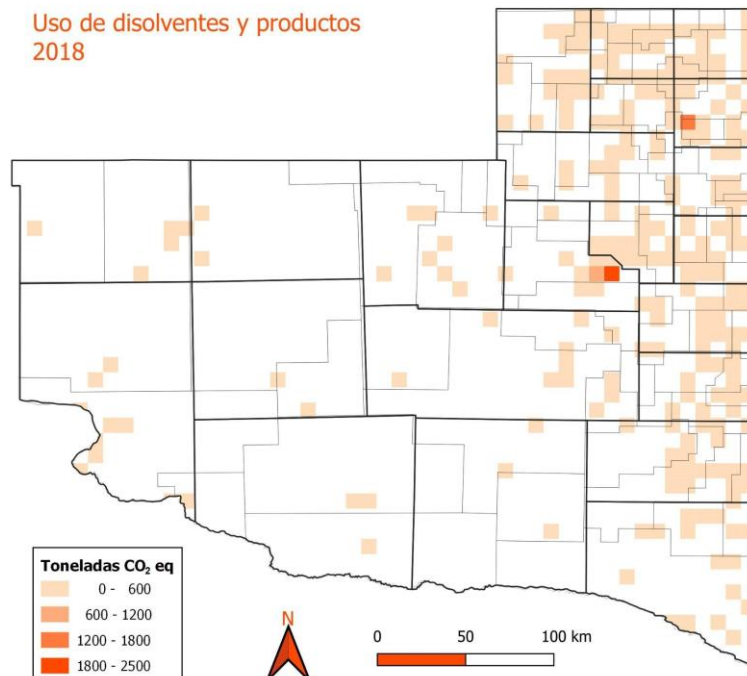 Uso de disolventes y productos
2018
Toneladas CO₂ eq
0 - 600
600 - 1200
1200 - 1800
1800 - 2500
N
0 50 100 km